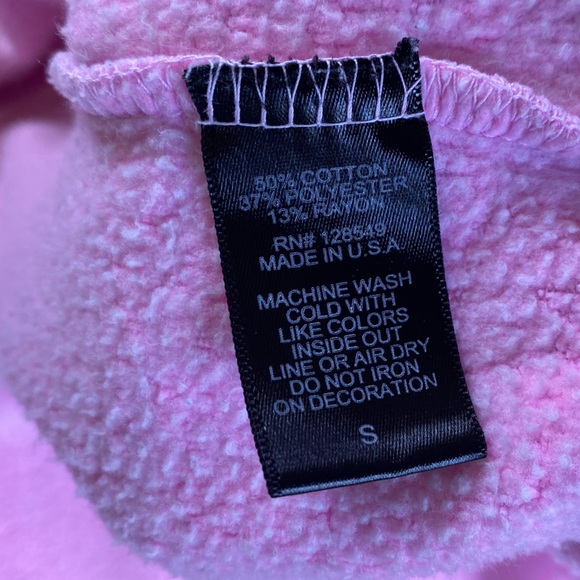 50% COTTON
37% POLYESTER
13% RAYON
RN# 128549
MADE IN U.S.A
MACHINE WASH
COLD WITH
LIKE COLORS
INSIDE OUT
LINE OR AIR DRY
DO NOT IRON
ON DECORATION
S